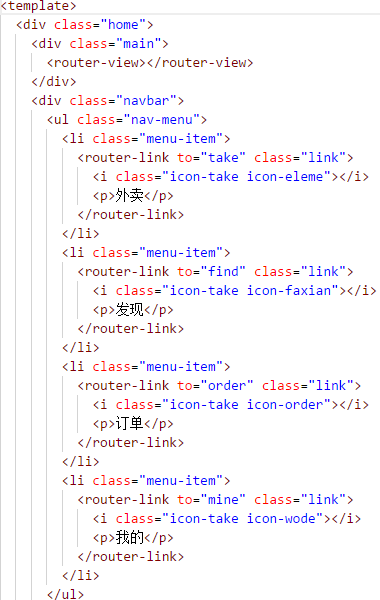 <template>
<div class="home">
<div class="main">
<router-view></router-view>
</div>
<div class="navbar">
<ul class="nav-menu">
<li class="menu-item">
<router-link to="take" class="link">
<i class="icon-take icon-eleme"></i>
<p>外卖</p>
</router-link>
</li>
<li class="menu-item">
<router-link to="find" class="link">
<i class="icon-take icon-faxian"></i>
<p>发现</p>
</router-link>
</li>
<li class="menu-item">
<router-link to="order" class="link">
<i class="icon-take icon-order"></i>
<p>订单</p>
</router-link>
</li>
<li class="menu-item">
<router-link to="mine" class="link">
<i class="icon-take icon-wode"></i>
<p>我的</p>
</router-link>
</li>
</ul>